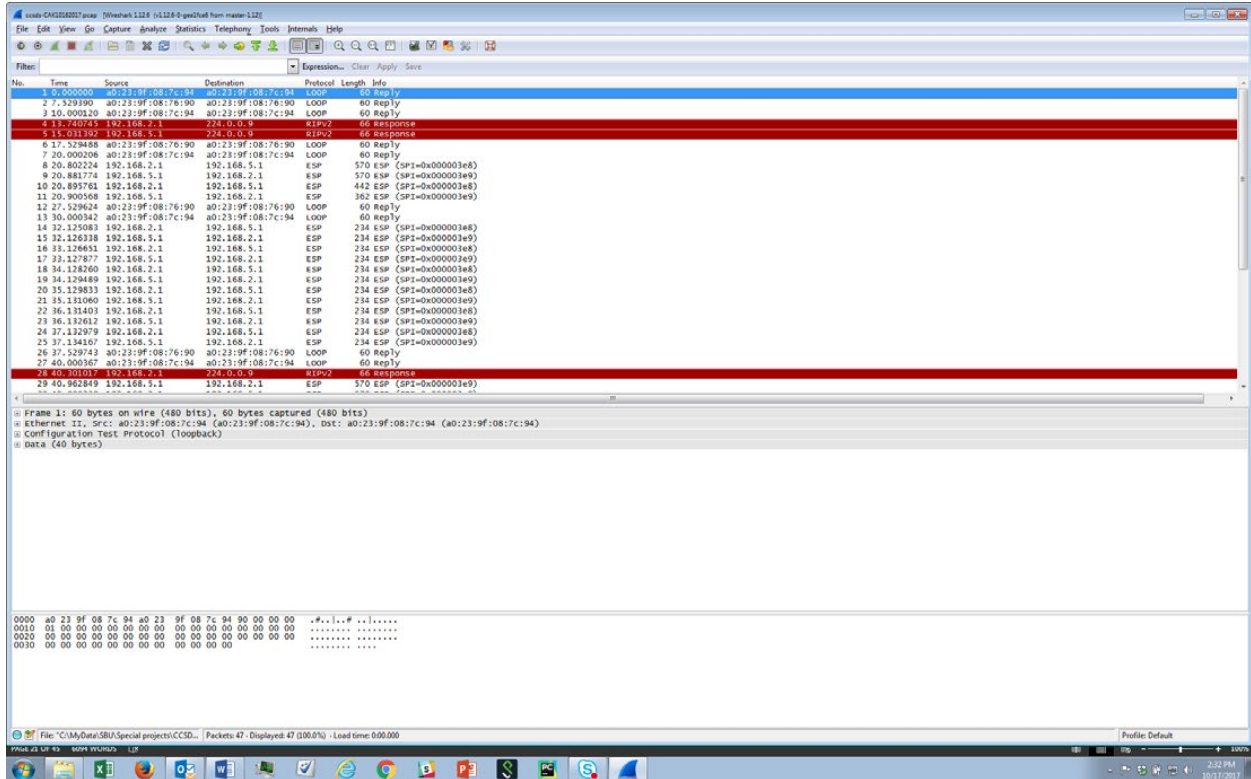 ccsds-CAK10162017.pcap [Wireshark 1.12.6 (v1.12.6-0-gee1fce6 from master-1.12)]
File Edit View Go Capture Analyze Statistics Telephony Tools Internals Help
Filter: Expression... Clear Apply Save
No. Time Source Destination Protocol Length Info
1 0.000000 a0:23:9f:08:7c:94 a0:23:9f:08:7c:94 LOOP 60 Reply
2 7.529390 a0:23:9f:08:76:90 a0:23:9f:08:76:90 LOOP 60 Reply
3 10.000120 a0:23:9f:08:7c:94 a0:23:9f:08:7c:94 LOOP 60 Reply
4 13.740745 192.168.2.1 224.0.0.9 RIPv2 66 Response
5 15.031392 192.168.5.1 224.0.0.9 RIPv2 66 Response
6 17.529488 a0:23:9f:08:76:90 a0:23:9f:08:76:90 LOOP 60 Reply
7 20.000206 a0:23:9f:08:7c:94 a0:23:9f:08:7c:94 LOOP 60 Reply
8 20.802224 192.168.2.1 192.168.5.1 ESP 570 ESP (SPI=0x000003e8)
9 20.881774 192.168.5.1 192.168.2.1 ESP 570 ESP (SPI=0x000003e9)
10 20.895761 192.168.2.1 192.168.5.1 ESP 442 ESP (SPI=0x000003e8)
11 20.900568 192.168.5.1 192.168.2.1 ESP 362 ESP (SPI=0x000003e9)
12 27.529624 a0:23:9f:08:76:90 a0:23:9f:08:76:90 LOOP 60 Reply
13 30.000342 a0:23:9f:08:7c:94 a0:23:9f:08:7c:94 LOOP 60 Reply
14 32.125083 192.168.2.1 192.168.5.1 ESP 234 ESP (SPI=0x000003e8)
15 32.126338 192.168.5.1 192.168.2.1 ESP 234 ESP (SPI=0x000003e9)
16 33.126651 192.168.2.1 192.168.5.1 ESP 234 ESP (SPI=0x000003e8)
17 33.127877 192.168.5.1 192.168.2.1 ESP 234 ESP (SPI=0x000003e9)
18 34.128260 192.168.2.1 192.168.5.1 ESP 234 ESP (SPI=0x000003e8)
19 34.129489 192.168.5.1 192.168.2.1 ESP 234 ESP (SPI=0x000003e9)
20 35.129833 192.168.2.1 192.168.5.1 ESP 234 ESP (SPI=0x000003e8)
21 35.131060 192.168.5.1 192.168.2.1 ESP 234 ESP (SPI=0x000003e9)
22 36.131403 192.168.2.1 192.168.5.1 ESP 234 ESP (SPI=0x000003e8)
23 36.132612 192.168.5.1 192.168.2.1 ESP 234 ESP (SPI=0x000003e9)
24 37.132979 192.168.2.1 192.168.5.1 ESP 234 ESP (SPI=0x000003e8)
25 37.134167 192.168.5.1 192.168.2.1 ESP 234 ESP (SPI=0x000003e9)
26 37.529743 a0:23:9f:08:76:90 a0:23:9f:08:76:90 LOOP 60 Reply
27 40.000367 a0:23:9f:08:7c:94 a0:23:9f:08:7c:94 LOOP 60 Reply
28 40.301017 192.168.2.1 224.0.0.9 RIPv2 66 Response
29 40.962849 192.168.5.1 192.168.2.1 ESP 570 ESP (SPI=0x000003e9)
Frame 1: 60 bytes on wire (480 bits), 60 bytes captured (480 bits)
Ethernet II, Src: a0:23:9f:08:7c:94 (a0:23:9f:08:7c:94), Dst: a0:23:9f:08:7c:94 (a0:23:9f:08:7c:94)
Configuration Test Protocol (loopback)
Data (40 bytes)
0000 a0 23 9f 08 7c 94 a0 23 9f 08 7c 94 90 00 00 00 .#..|..# ..|.....
0010 01 00 00 00 00 00 00 00 00 00 00 00 00 00 00 00 ........ ........
0020 00 00 00 00 00 00 00 00 00 00 00 00 00 00 00 00 ........ ........
0030 00 00 00 00 00 00 00 00 00 00 00 00 ........ ....
File: "C:\MyData\SBU\Special projects\CCSD... Packets: 47 · Displayed: 47 (100.0%) · Load time: 0:00.000 Profile: Default
PAGE 21 OF 45 6094 WORDS 100%
2:32 PM
10/17/2017